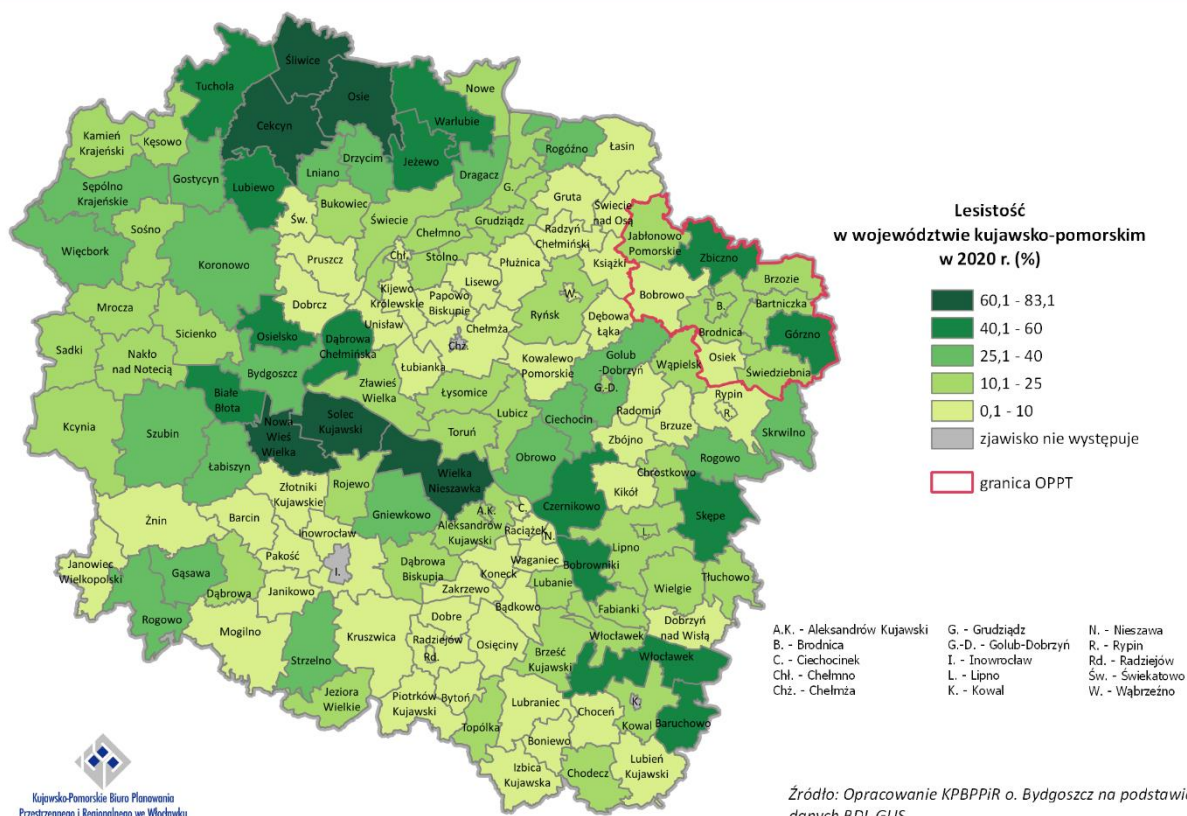 Śliwice
Tuchola
Osie
Nowe
Cekcyn
Warlubie
Kamień
Krajeński
Kęsowo
Rogóźno
Łasin
Drzycim
Jeżewo
Lniano
Dragacz
Gostycyn
Lubiewo
Sępólno
Krajeńskie
G.
Gruta
Bukowiec
Św.
Świecie
Grudziądz
Świecie
nad Osą
Radzyń
Chełmiński
Sośno
Chełmno
Jabłonowo
Pomorskie
Zbiczno
Więcbork
Koronowo
Pruszcz
Chł.
Stolno
Płużnica
Książki
Brzozie
Kijewo
Królewskie
Lisewo
Papowo
Biskupie
W.
Bobrowo
B.
Bartniczka
Mrocza
Dobrcz
Unisław
Ryńsk
Dębowa
Łąka
Sicienko
Osielsko
Dąbrowa
Chełmińska
Chełmża
Chż.
Brodnica
Górzno
Sadki
Nakło
nad Notecią
Łubianka
Kowalewo
Pomorskie
Golub
-Dobrzyń
Wąpielsk
Osiek
Świedziebnia
Bydgoszcz
Zławieś
Wielka
Łysomice
G.-D.
Rypin
R.
Białe
Błota
Kcynia
Szubin
Nowa
Wieś
Wielka
Solec
Kujawski
Lubicz
Ciechocin
Radomin
Brzuze
Toruń
Skrwilno
Zbójno
Łabiszyn
Wielka
Nieszawka
Obrowo
Rogowo
Złotniki
Kujawskie
Rojewo
Chrostkowo
Kikół
Czernikowo
Skępe
Żnin
Barcin
Gniewkowo
A.K.
C.
Aleksandrów
Kujawski
Raciążek
N.
Inowrocław
L.
Lipno
Pakość
I.
Janowiec
Wielkopolski
Gąsawa
Dąbrowa
Dąbrowa
Biskupia
Waganiec
Bobrowniki
Koneck
Lubanie
Tłuchowo
Janikowo
Zakrzewo
Wielgie
Rogowo
Bądkowo
Fabianki
Dobre
Dobrzyń
nad Wisłą
Mogilno
Kruszwica
Radziejów
Rd.
Osięciny
Włocławek
Strzelno
Brześć
Kujawski
Włocławek
Jeziora
Wielkie
Piotrków
Kujawski
Bytoń
Lubraniec
K.
Choceń
Kowal
Baruchowo
Topólka
Boniewo
Izbica
Kujawska
Chodecz
Lubień
Kujawski
Lesistość
w województwie kujawsko-pomorskim
w 2020 r. (%)
60,1 - 83,1
40,1 - 60
25,1 - 40
10,1 - 25
0,1 - 10
zjawisko nie występuje
granica OPPT
A.K. - Aleksandrów Kujawski
B. - Brodnica
C. - Ciechocinek
Chł. - Chełmno
Chż. - Chełmża
G. - Grudziądz
G.-D. - Golub-Dobrzyń
I. - Inowrocław
L. - Lipno
K. - Kowal
N. - Nieszawa
R. - Rypin
Rd. - Radziejów
Św. - Świekatowo
W. - Wąbrzeźno
Kujawsko-Pomorskie Biuro Planowania
Przestrzennego i Regionalnego we Włocławku
Źródło: Opracowanie KPBPPiR o. Bydgoszcz na podstawie
danych BDL GUS